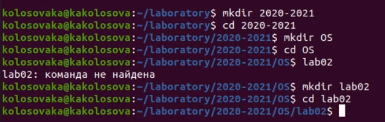 kolosovaka@kakolosova:~/laboratory$ mkdir 2020-2021
kolosovaka@kakolosova:~/laboratory$ cd 2020-2021
kolosovaka@kakolosova:~/laboratory/2020-2021$ mkdir OS
kolosovaka@kakolosova:~/laboratory/2020-2021$ cd OS
kolosovaka@kakolosova:~/laboratory/2020-2021/OS$ lab02
lab02: команда не найдена
kolosovaka@kakolosova:~/laboratory/2020-2021/OS$ mkdir lab02
kolosovaka@kakolosova:~/laboratory/2020-2021/OS$ cd lab02
kolosovaka@kakolosova:~/laboratory/2020-2021/OS/lab02$